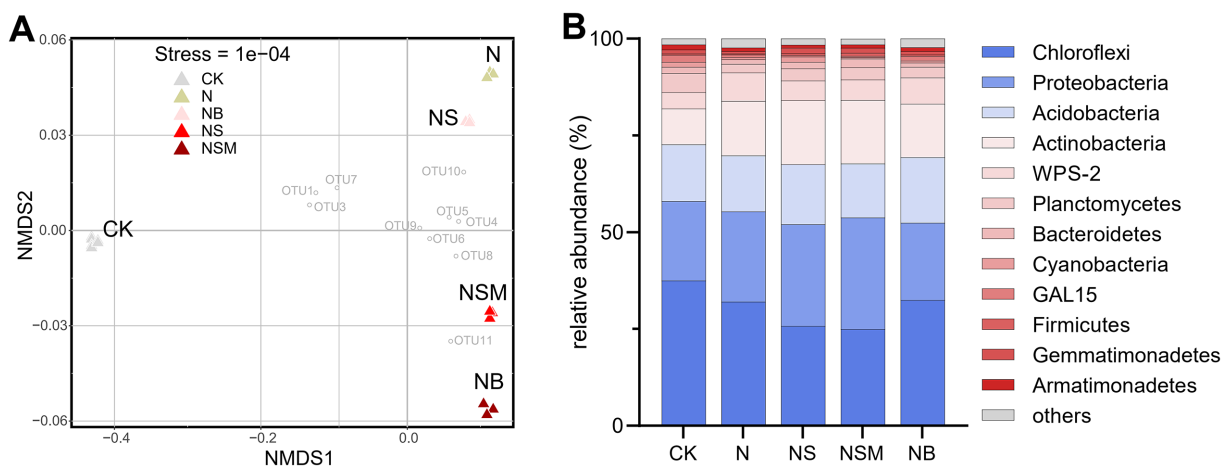 A
Stress = 1e−04
CK
N
NB
NS
NSM
N
NS
CK
NSM
NB
OTU10
OTU7
OTU1
OTU3
OTU5
OTU4
OTU9
OTU6
OTU8
OTU11
0.06
0.03
0.00
−0.03
−0.06
NMDS2
−0.4
−0.2
0.0
NMDS1
B
100
50
0
relative abundance (%)
CK
N
NS
NSM
NB
Chloroflexi
Proteobacteria
Acidobacteria
Actinobacteria
WPS-2
Planctomycetes
Bacteroidetes
Cyanobacteria
GAL15
Firmicutes
Gemmatimonadetes
Armatimonadetes
others